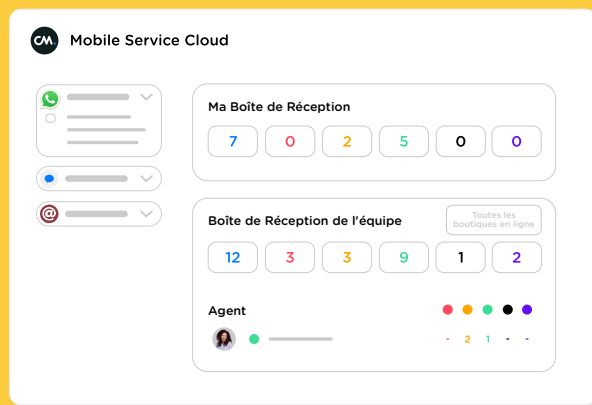 CM.
Mobile Service Cloud
Ma Boîte de Réception
7 0 2 5 0 0
Boîte de Réception de l'équipe
Toutes les
boutiques en ligne
12 3 3 9 1 2
Agent
- 2 1 - -
@